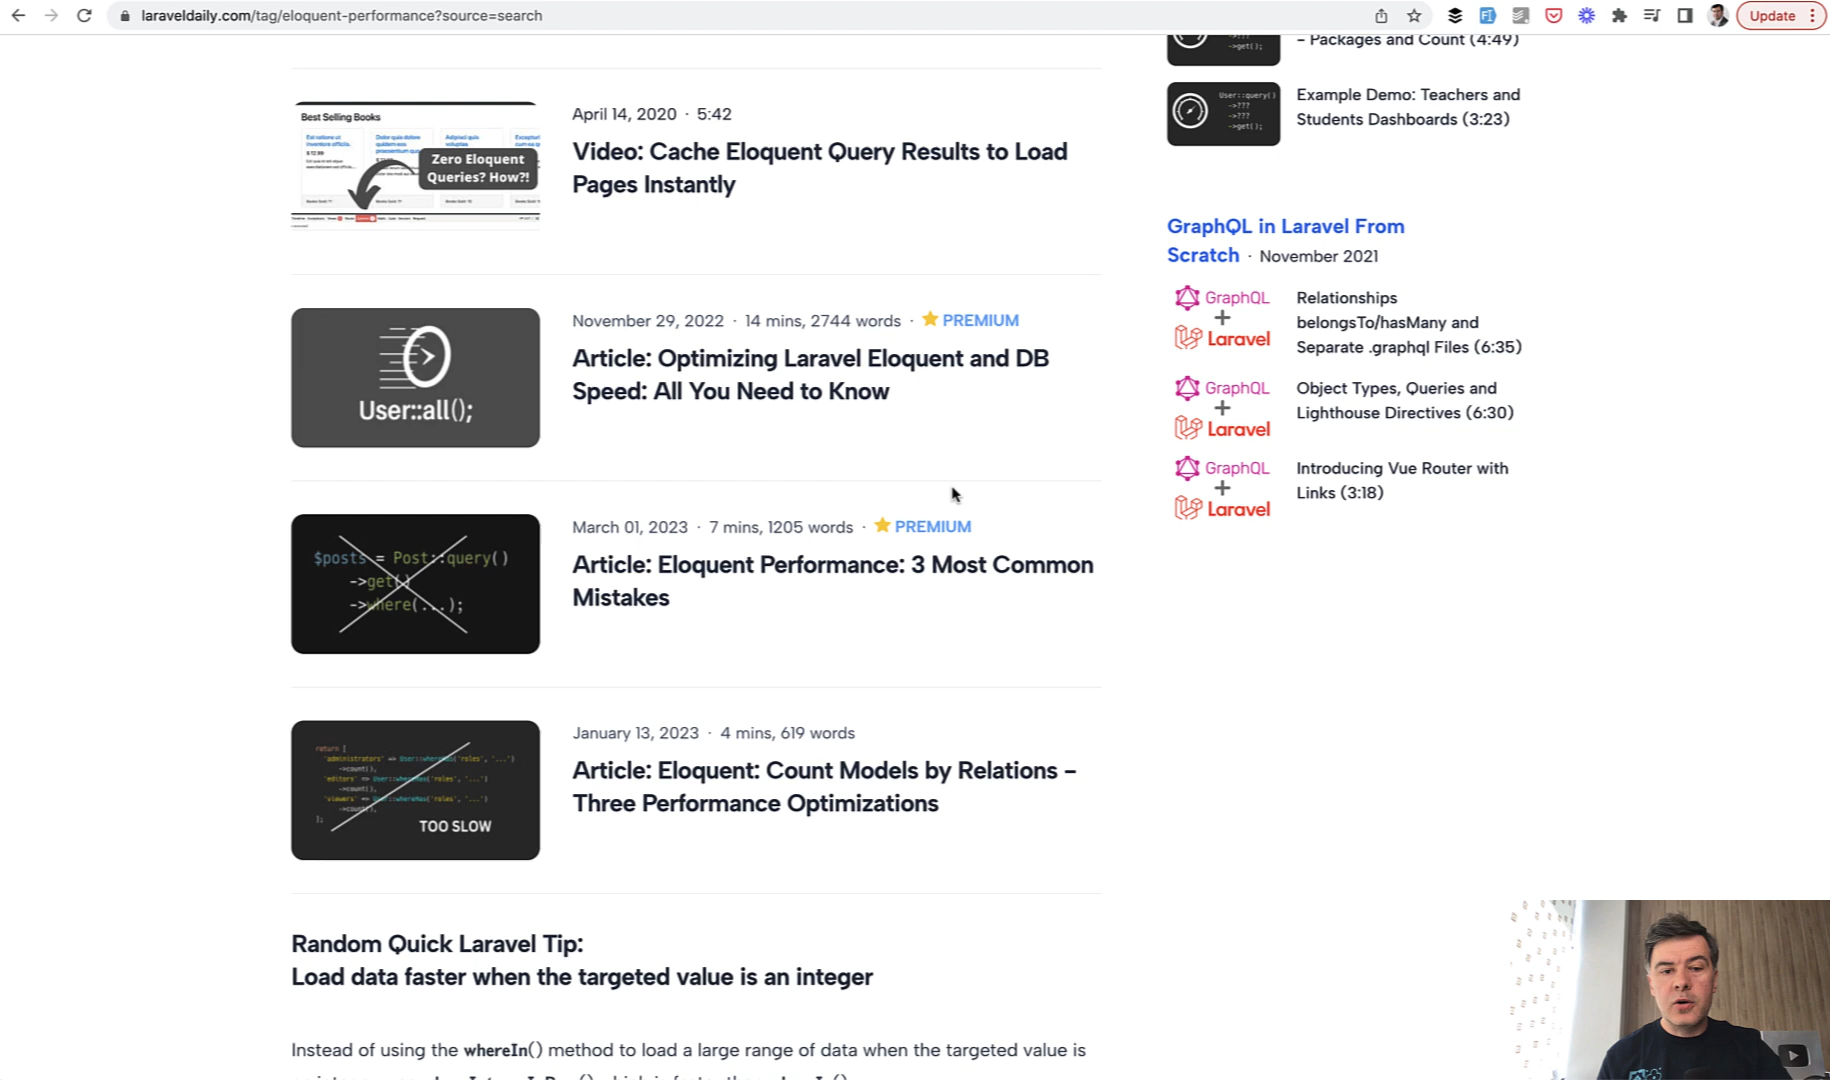 laraveldaily.com/tag/eloquent-performance?source=search
Update
Best Selling Books
Zero Eloquent
Queries? How?!
April 14, 2020 · 5:42
Video: Cache Eloquent Query Results to Load
Pages Instantly
User::all();
November 29, 2022 · 14 mins, 2744 words · PREMIUM
Article: Optimizing Laravel Eloquent and DB
Speed: All You Need to Know
$posts = Post::query()
->get()
->where(...);
March 01, 2023 · 7 mins, 1205 words · PREMIUM
Article: Eloquent Performance: 3 Most Common
Mistakes
return [
'administrators' => User::whereHas('roles', '...')
->count(),
'editors' => User::whereHas('roles', '...')
->count(),
'viewers' => User::whereHas('roles', '...')
->count(),
];
TOO SLOW
January 13, 2023 · 4 mins, 619 words
Article: Eloquent: Count Models by Relations –
Three Performance Optimizations
Random Quick Laravel Tip:
Load data faster when the targeted value is an integer
Instead of using the whereIn() method to load a large range of data when the targeted value is
->???
->get();
– Packages and Count (4:49)
User::query()
->???
->???
->get();
Example Demo: Teachers and
Students Dashboards (3:23)
GraphQL in Laravel From
Scratch · November 2021
GraphQL
+
Laravel
Relationships
belongsTo/hasMany and
Separate .graphql Files (6:35)
GraphQL
+
Laravel
Object Types, Queries and
Lighthouse Directives (6:30)
GraphQL
+
Laravel
Introducing Vue Router with
Links (3:18)